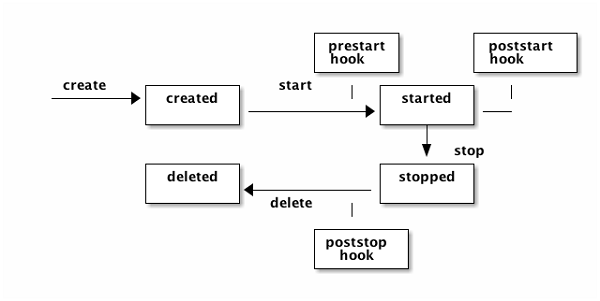 prestart
hook
poststart
hook
create
created
start
started
stop
deleted
delete
stopped
poststop
hook